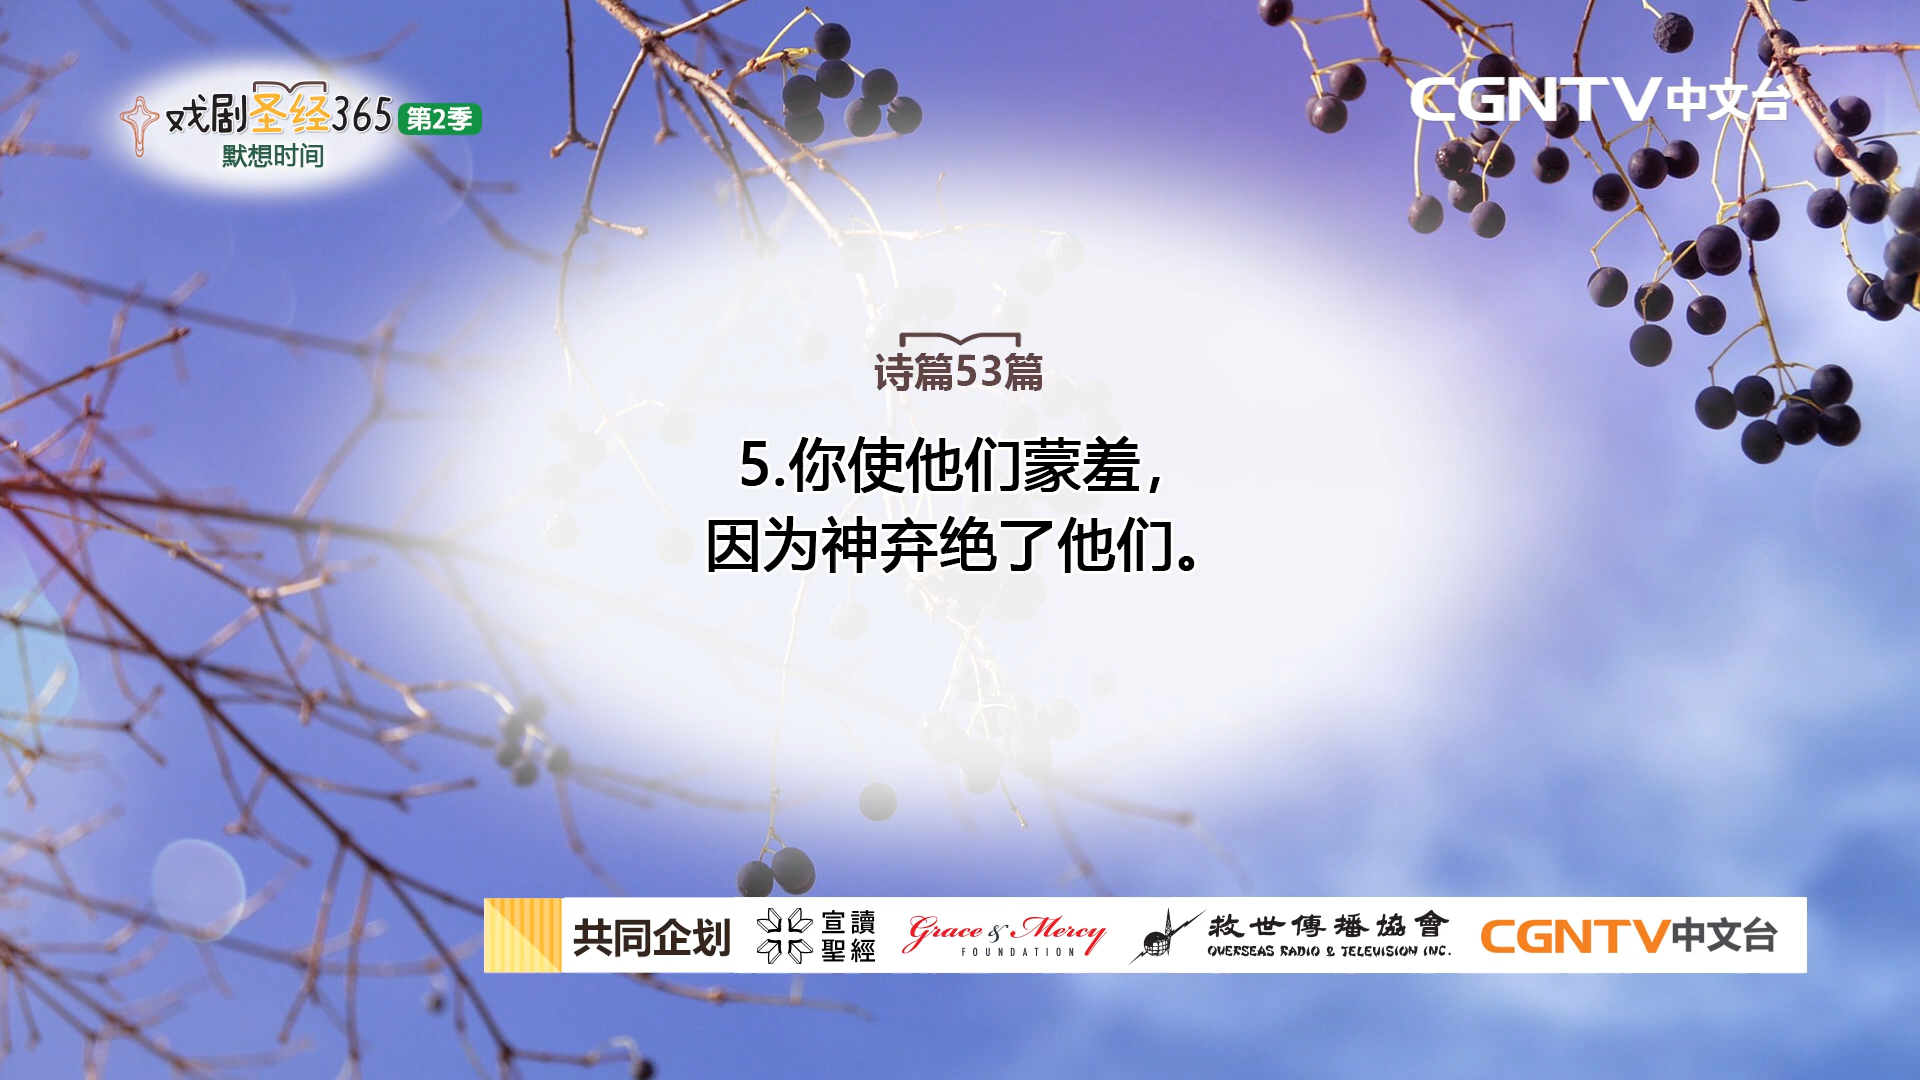 戏剧圣经365 第2季
默想时间
CGNTV中文台
诗篇53篇
5.你使他们蒙羞，
因为神弃绝了他们。
共同企划
宣讀
聖經
Grace & Mercy
FOUNDATION
救世傳播協會
OVERSEAS RADIO & TELEVISION INC.
CGNTV中文台